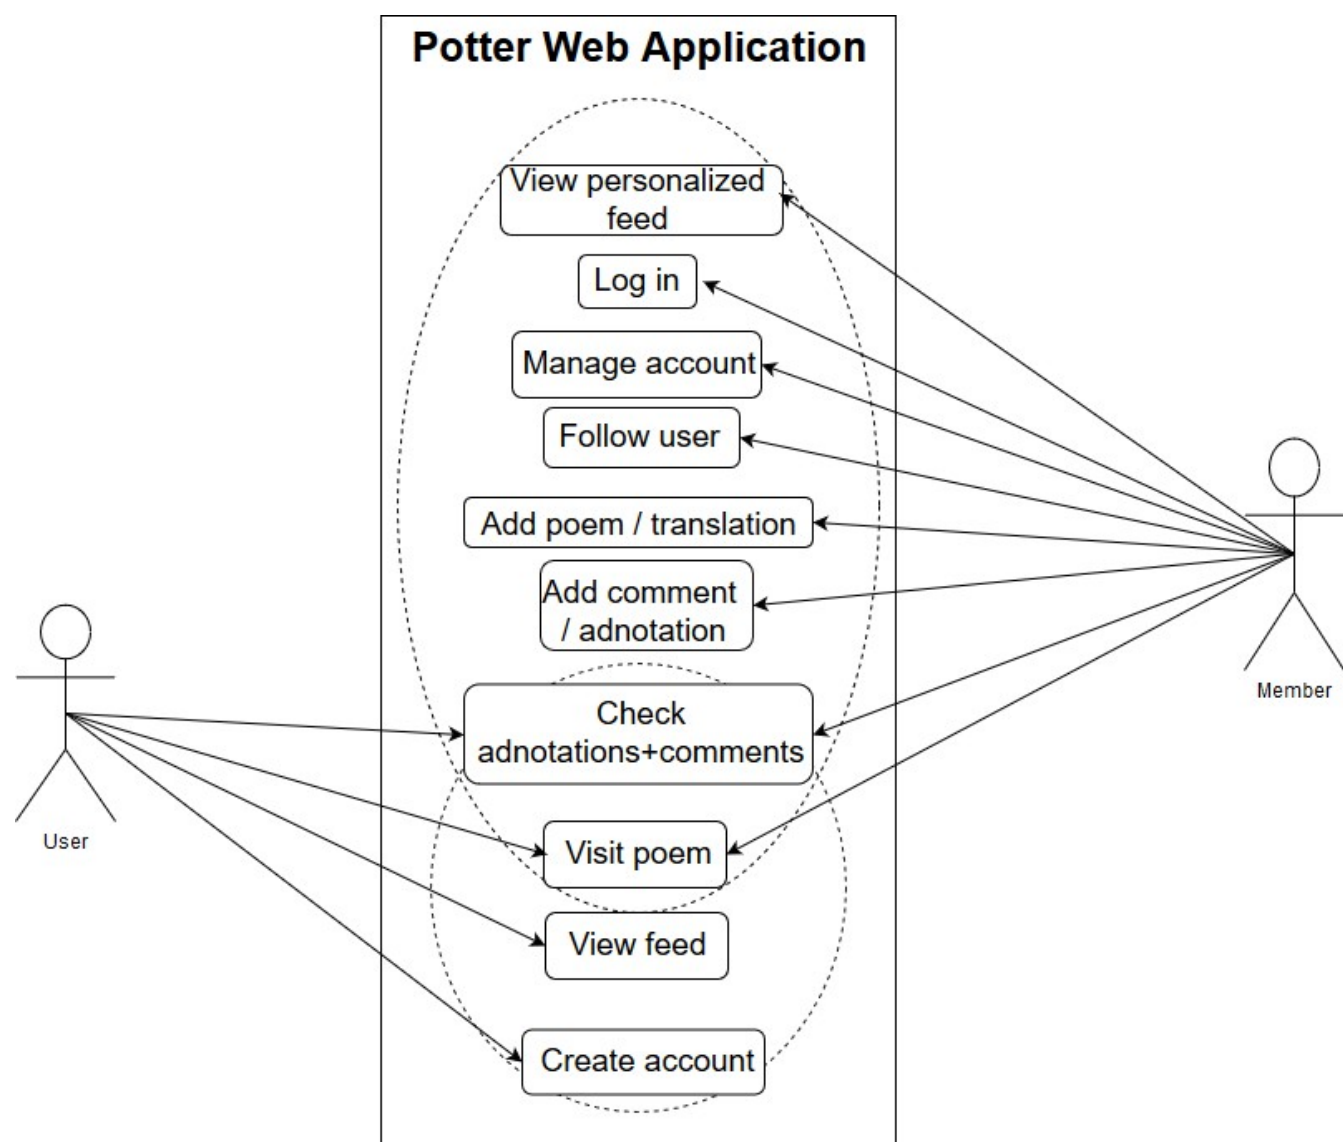 Potter Web Application
View personalized
feed
Log in
Manage account
Follow user
Add poem / translation
Add comment
/ adnotation
Check
adnotations+comments
Visit poem
View feed
Create account
User
Member